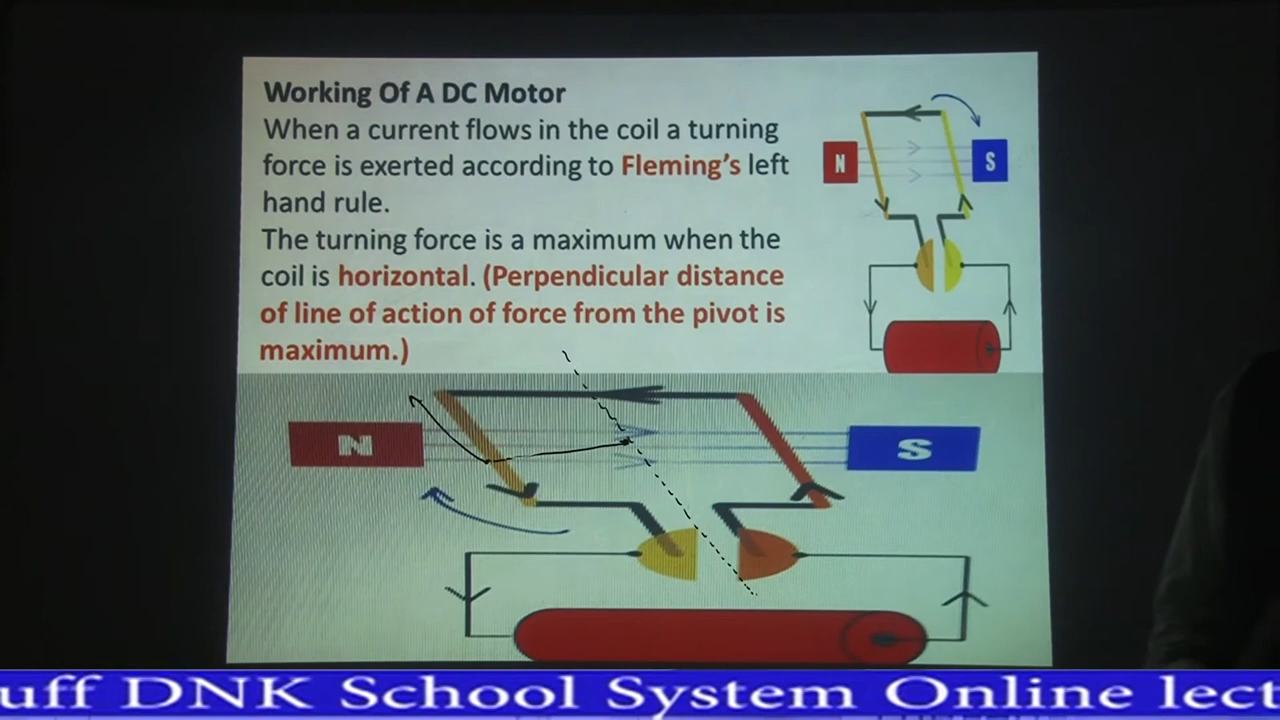 Working Of A DC Motor
When a current flows in the coil a turning
force is exerted according to Fleming's left
hand rule.
The turning force is a maximum when the
coil is horizontal. (Perpendicular distance
of line of action of force from the pivot is
maximum.)
N
S
N
S
uff DNK School System Online lect